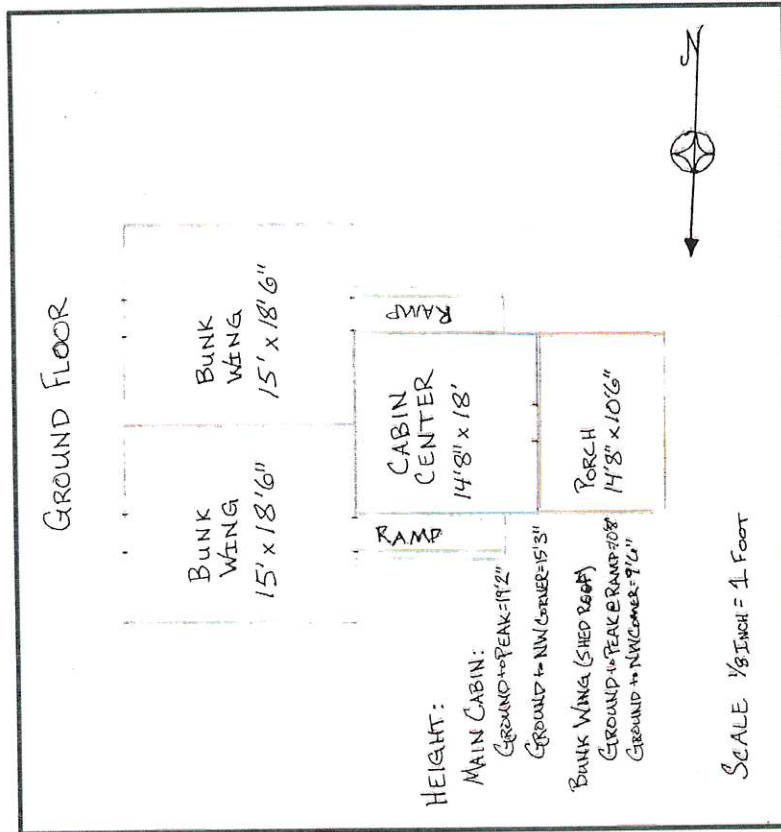 GROUND FLOOR
BUNK
WING
15' x 18'6"
BUNK
WING
15' x 18'6"
RAMP
CABIN
CENTER
14'8" x 18'
RAMP
PORCH
14'8" x 10'6"
HEIGHT:
MAIN CABIN:
GROUND to PEAK = 19'2"
GROUND to NW CORNER = 15'3"
BUNK WING (SHED ROOF)
GROUND to PEAK @ RAMP = 10'8"
GROUND to NW CORNER = 9'6"
SCALE 1/8 INCH = 1 FOOT
N